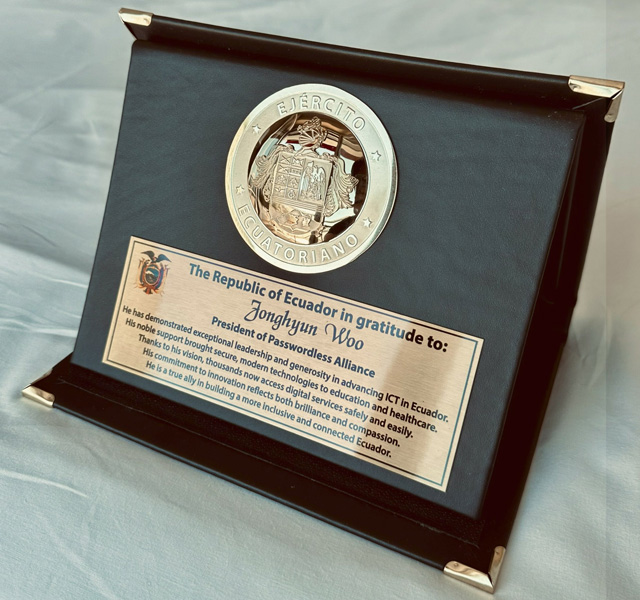 EJÉRCITO
ECUATORIANO
The Republic of Ecuador in gratitude to:
Jonghyun Woo
President of Passwordless Alliance
He has demonstrated exceptional leadership and generosity in advancing ICT in Ecuador.
His noble support brought secure, modern technologies to education and healthcare.
Thanks to his vision, thousands now access digital services safely and easily.
His commitment to innovation reflects both brilliance and compassion.
He is a true ally in building a more inclusive and connected Ecuador.